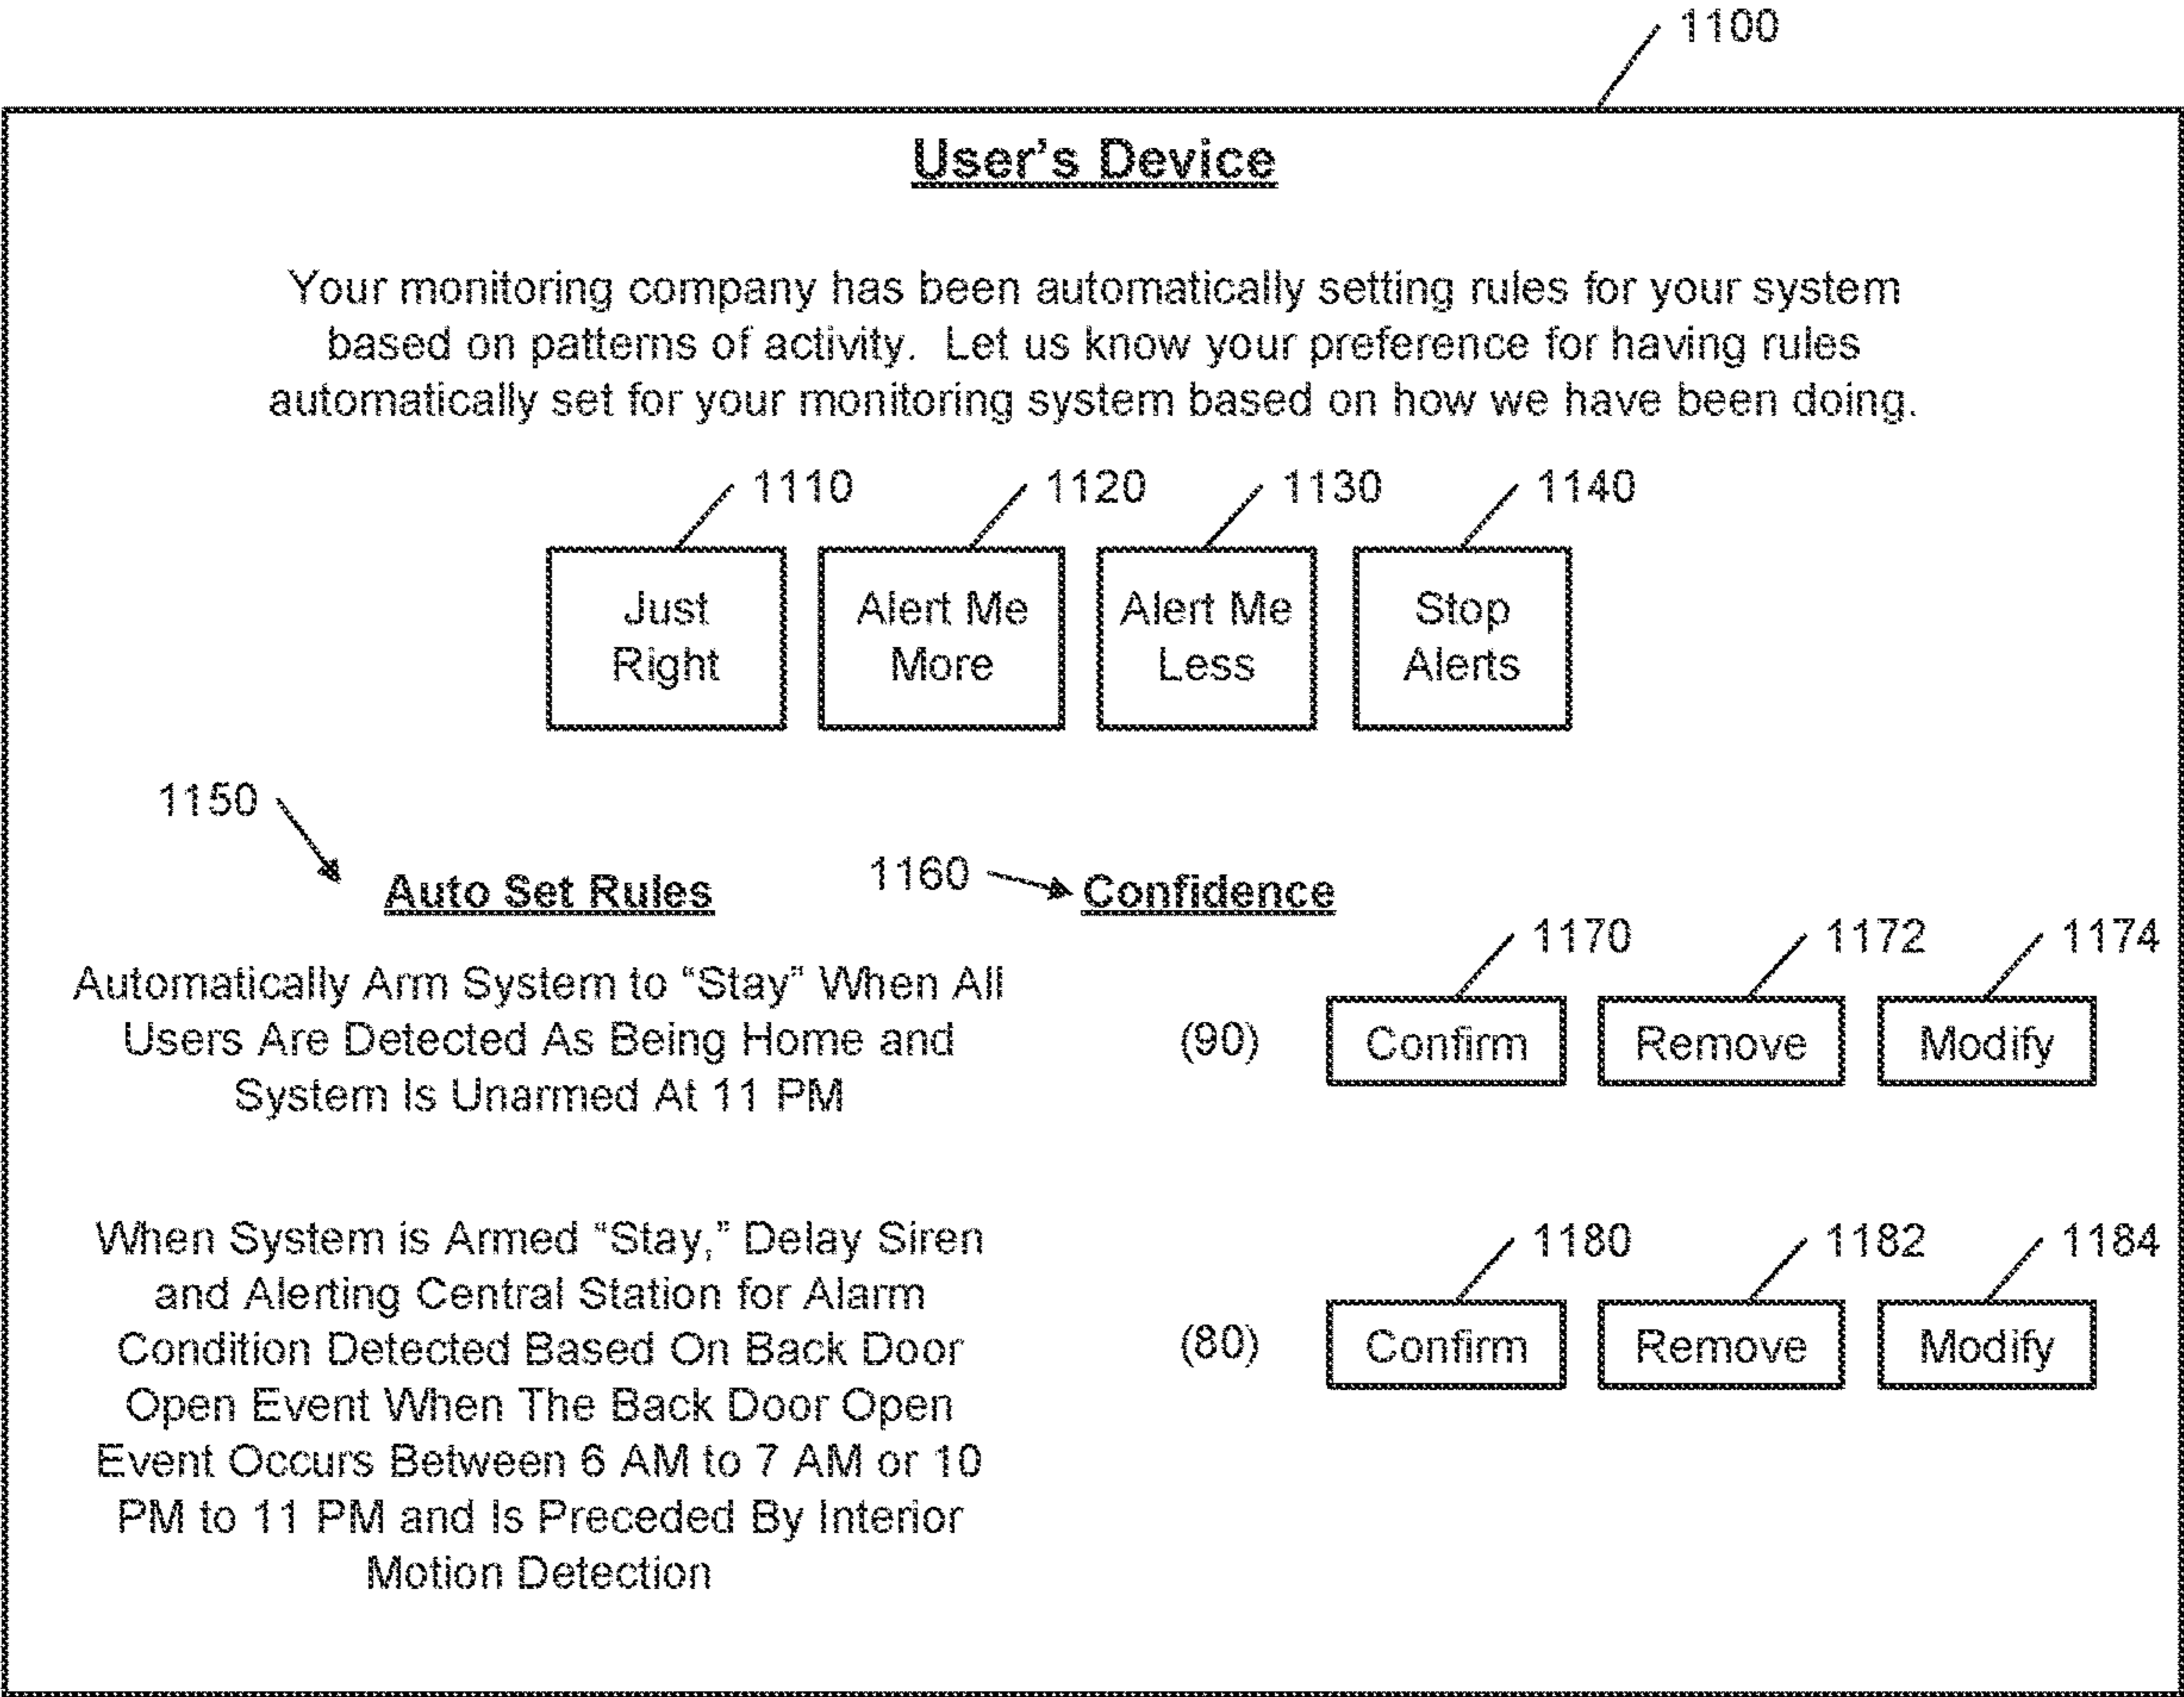 1100
User's Device
Your monitoring company has been automatically setting rules for your system
based on patterns of activity.  Let us know your preference for having rules
automatically set for your monitoring system based on how we have been doing.
1110 1120 1130 1140
Just Right
Alert Me More
Alert Me Less
Stop Alerts
1150
Auto Set Rules
1160
Confidence
Automatically Arm System to “Stay” When All
Users Are Detected As Being Home and
System Is Unarmed At 11 PM
(90)
1170 1172 1174
Confirm Remove Modify
When System is Armed “Stay,” Delay Siren
and Alerting Central Station for Alarm
Condition Detected Based On Back Door
Open Event When The Back Door Open
Event Occurs Between 6 AM to 7 AM or 10
PM to 11 PM and Is Preceded By Interior
Motion Detection
(80)
1180 1182 1184
Confirm Remove Modify